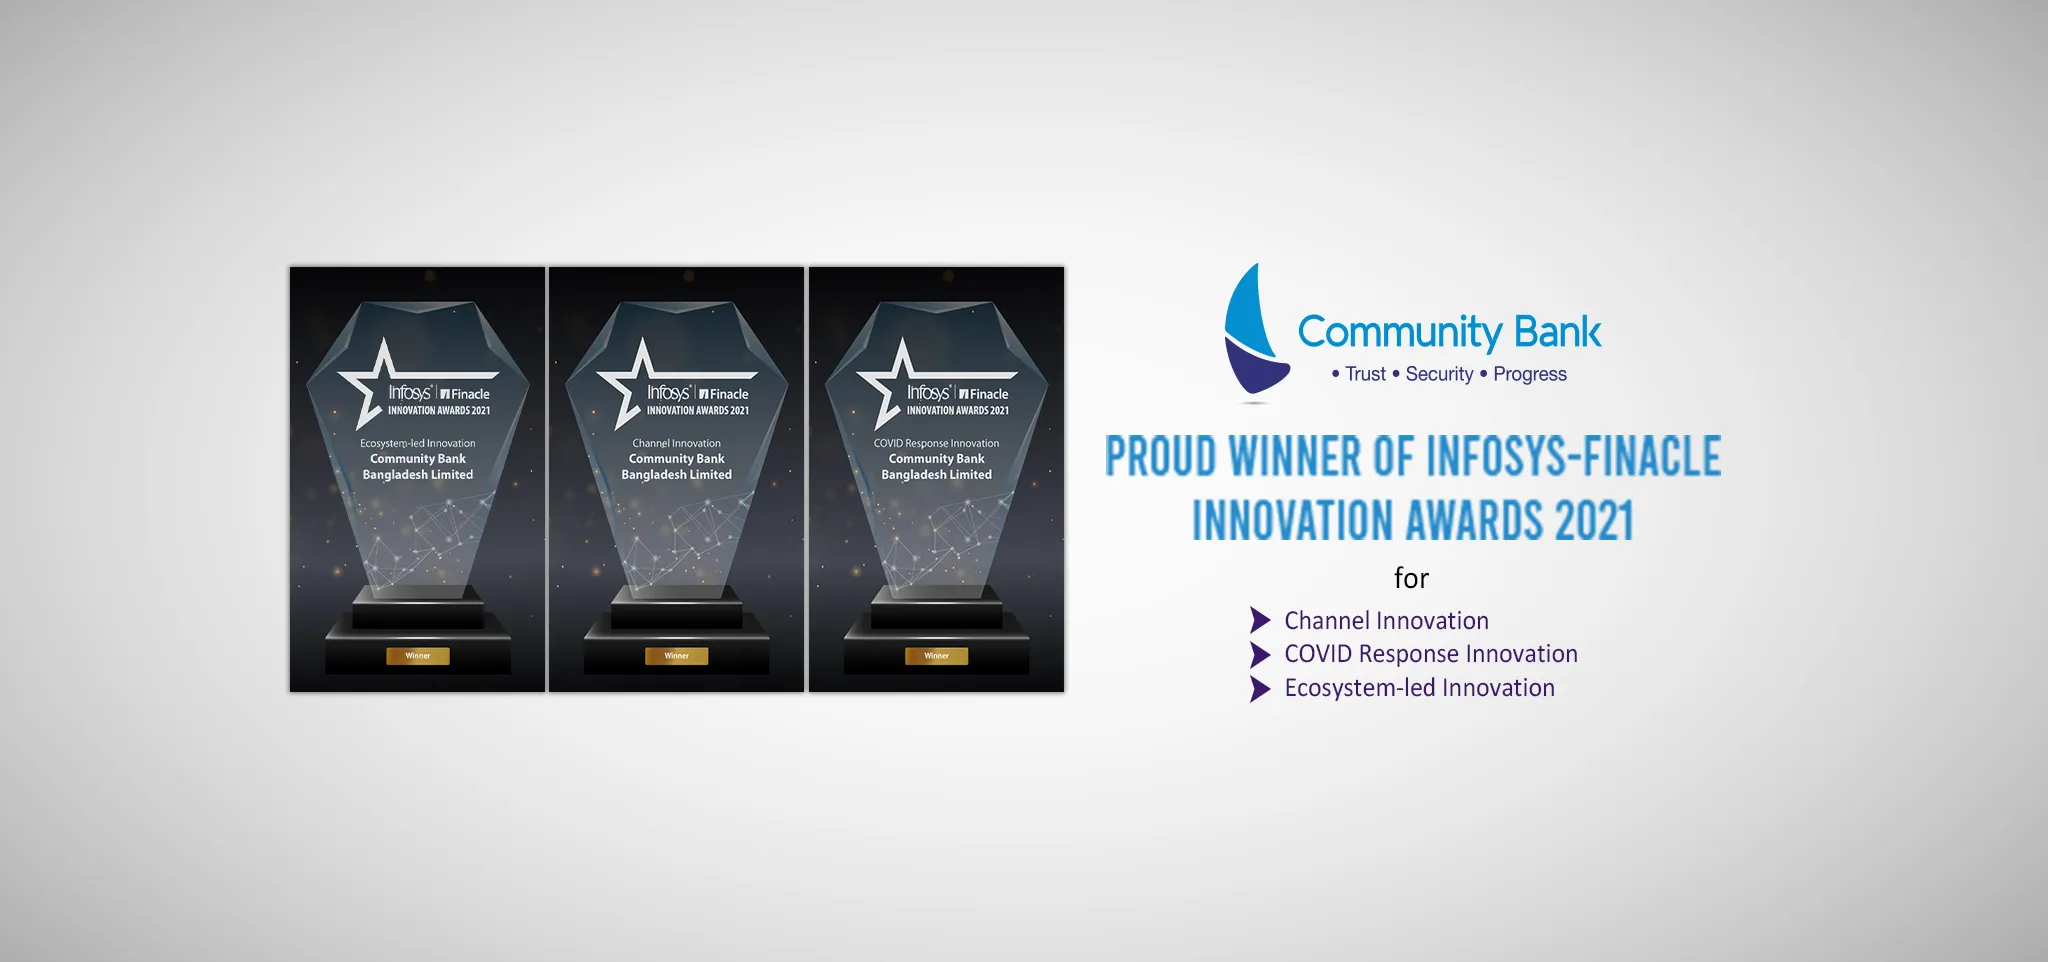 Infosys | Finacle
INNOVATION AWARDS 2021
Ecosystem-led Innovation
Community Bank
Bangladesh Limited
Winner
Infosys | Finacle
INNOVATION AWARDS 2021
Channel Innovation
Community Bank
Bangladesh Limited
Winner
Infosys | Finacle
INNOVATION AWARDS 2021
COVID Response Innovation
Community Bank
Bangladesh Limited
Winner
Community Bank
• Trust • Security • Progress
PROUD WINNER OF INFOSYS-FINACLE
INNOVATION AWARDS 2021
for
➤ Channel Innovation
➤ COVID Response Innovation
➤ Ecosystem-led Innovation